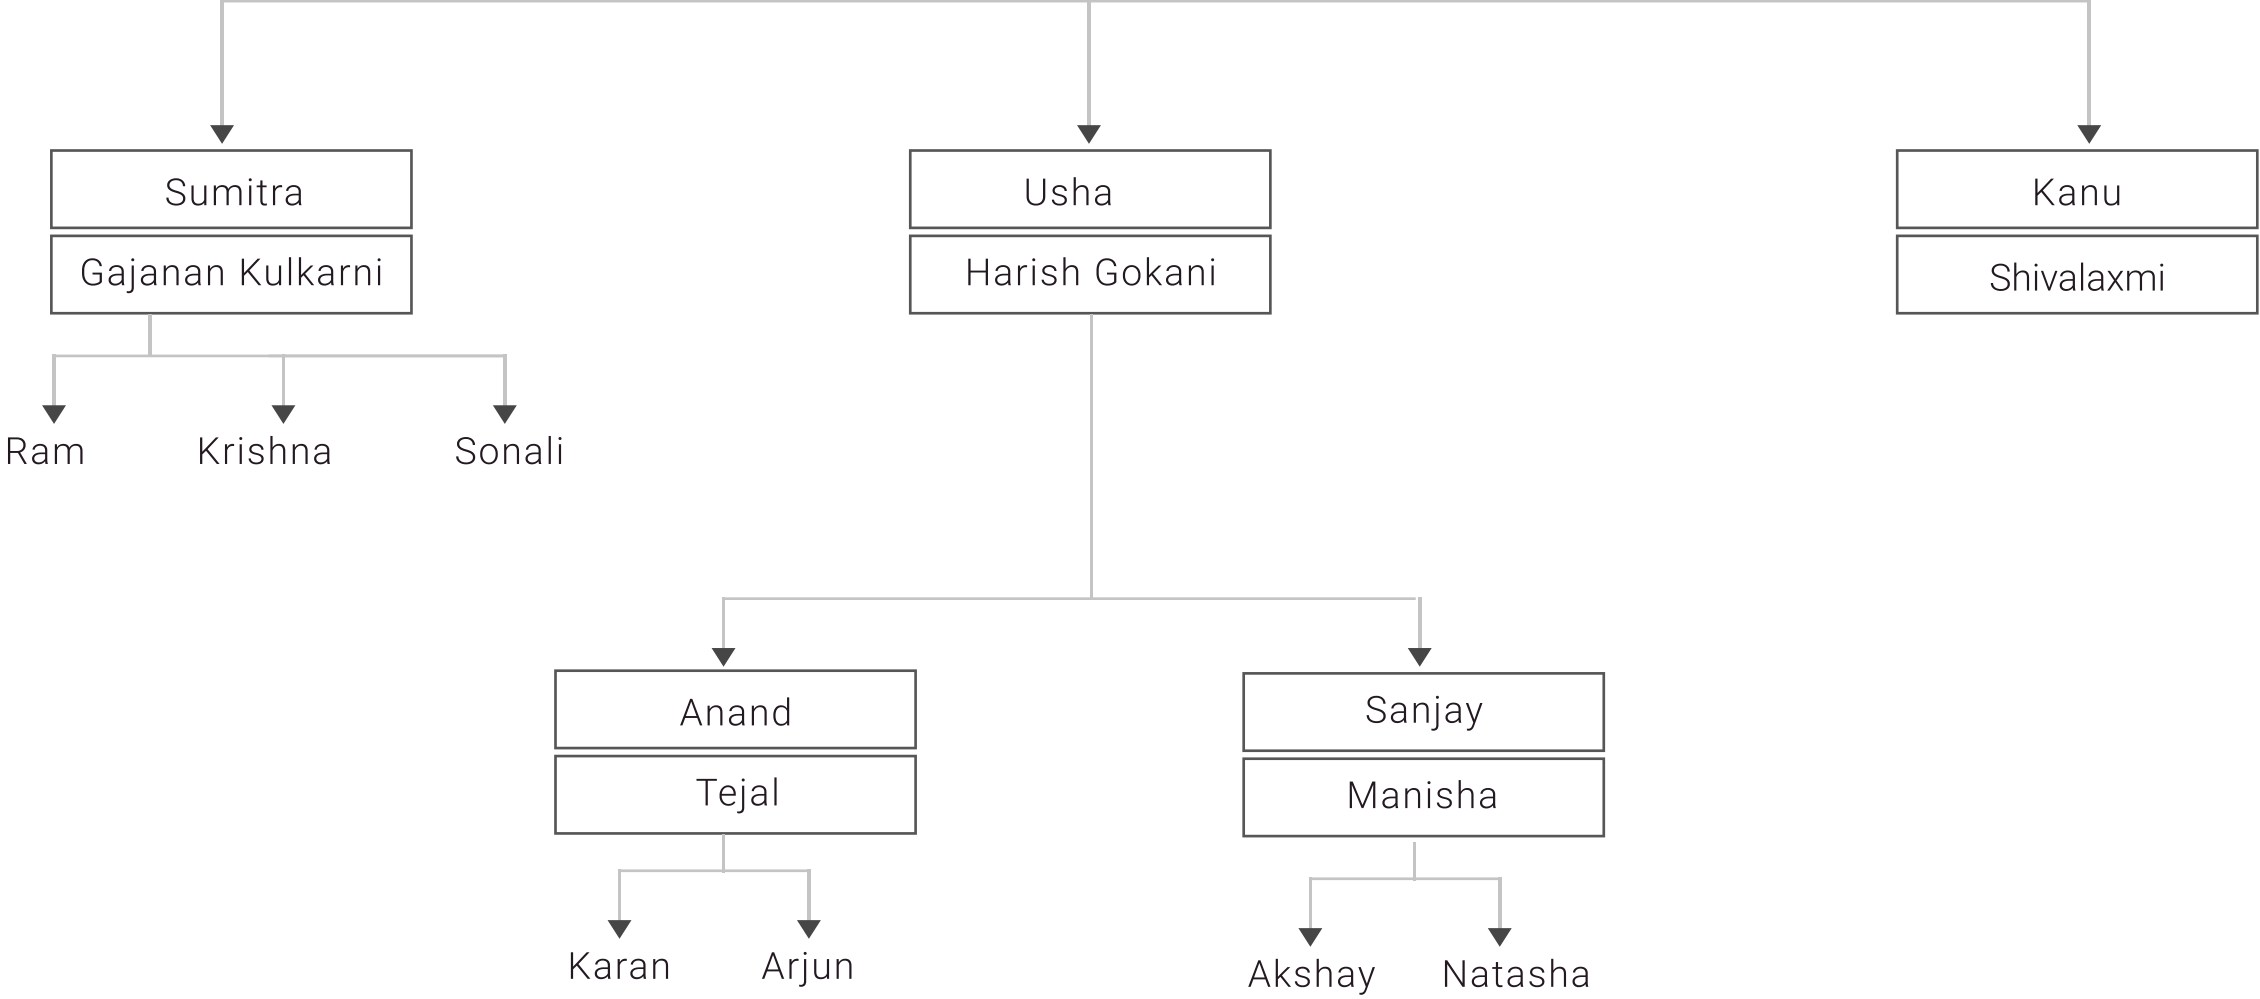 Sumitra
Usha
Kanu
Gajanan Kulkarni
Harish Gokani
Shivalaxmi
Ram
Krishna
Sonali
Anand
Sanjay
Tejal
Manisha
Karan
Arjun
Akshay
Natasha